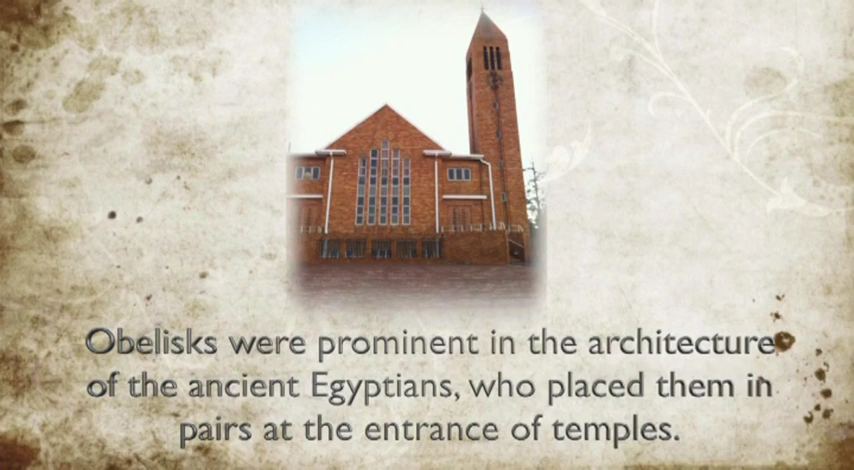 Obelisks were prominent in the architecture
of the ancient Egyptians, who placed them in
pairs at the entrance of temples.